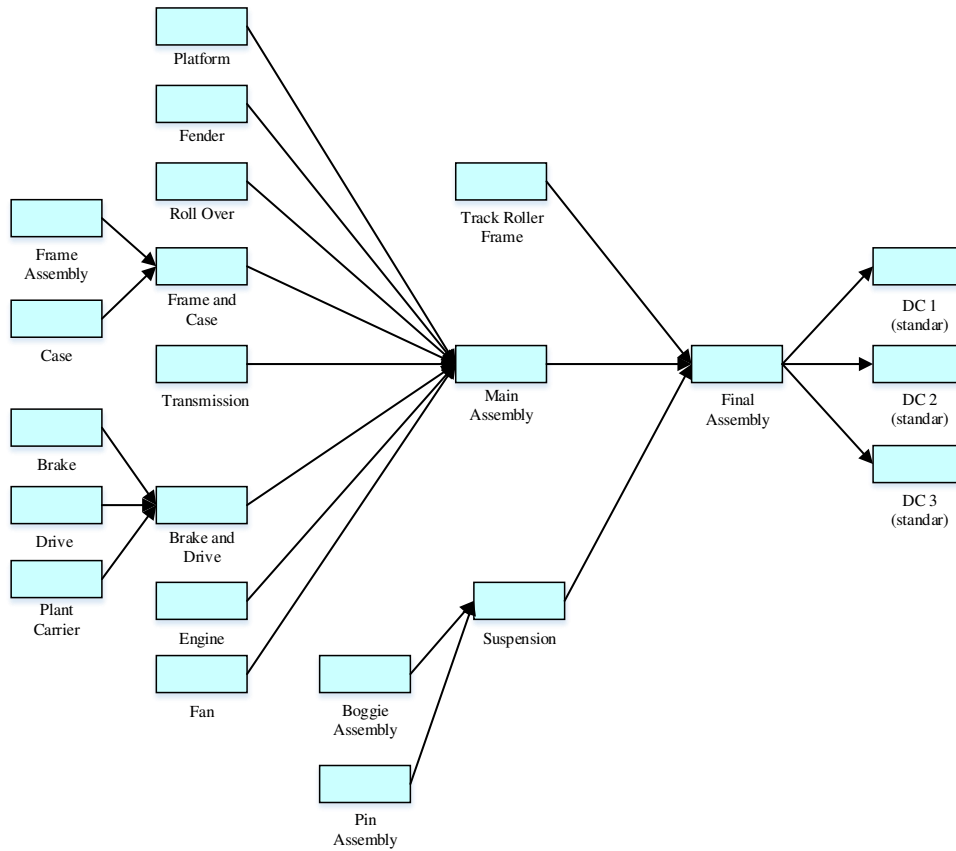 Platform
Fender
Roll Over
Track Roller
Frame
Frame
Assembly
Frame and
Case
DC 1
(standar)
Case
Transmission
Main
Assembly
Final
Assembly
DC 2
(standar)
Brake
DC 3
(standar)
Drive
Brake and
Drive
Plant
Carrier
Engine
Suspension
Fan
Boggie
Assembly
Pin
Assembly